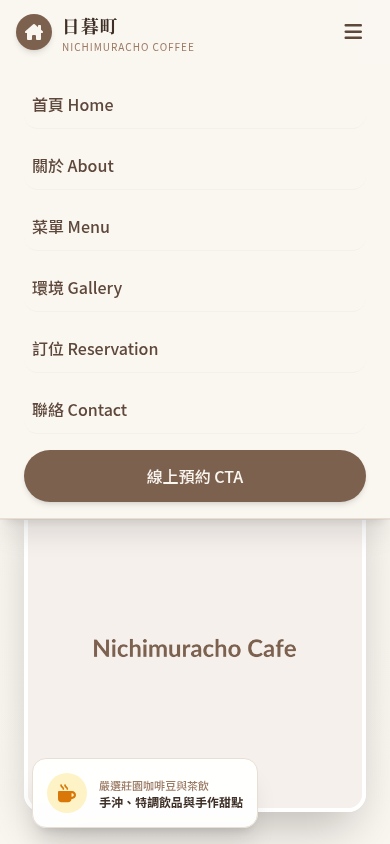 日暮町
NICHIMURACHO COFFEE
首頁 Home
關於 About
菜單 Menu
環境 Gallery
訂位 Reservation
聯絡 Contact
線上預約 CTA
Nichimuracho Cafe
嚴選莊園咖啡豆與茶飲
手沖、特調飲品與手作甜點